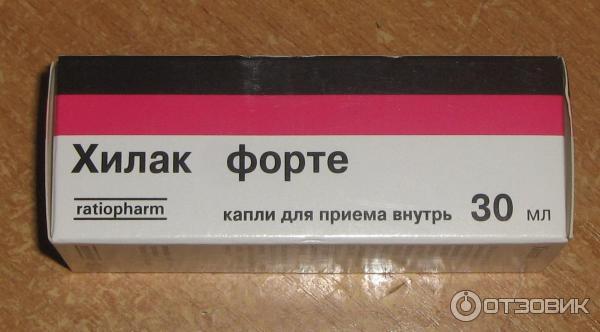 Хилак форте
ratiopharm
капли для приема внутрь 30 мл
ОТЗОВИК